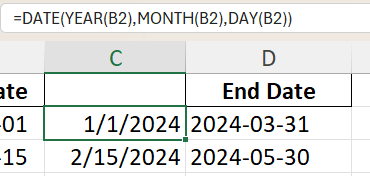 =DATE(YEAR(B2),MONTH(B2),DAY(B2))
C D
ate End Date
-01 1/1/2024 2024-03-31
-15 2/15/2024 2024-05-30